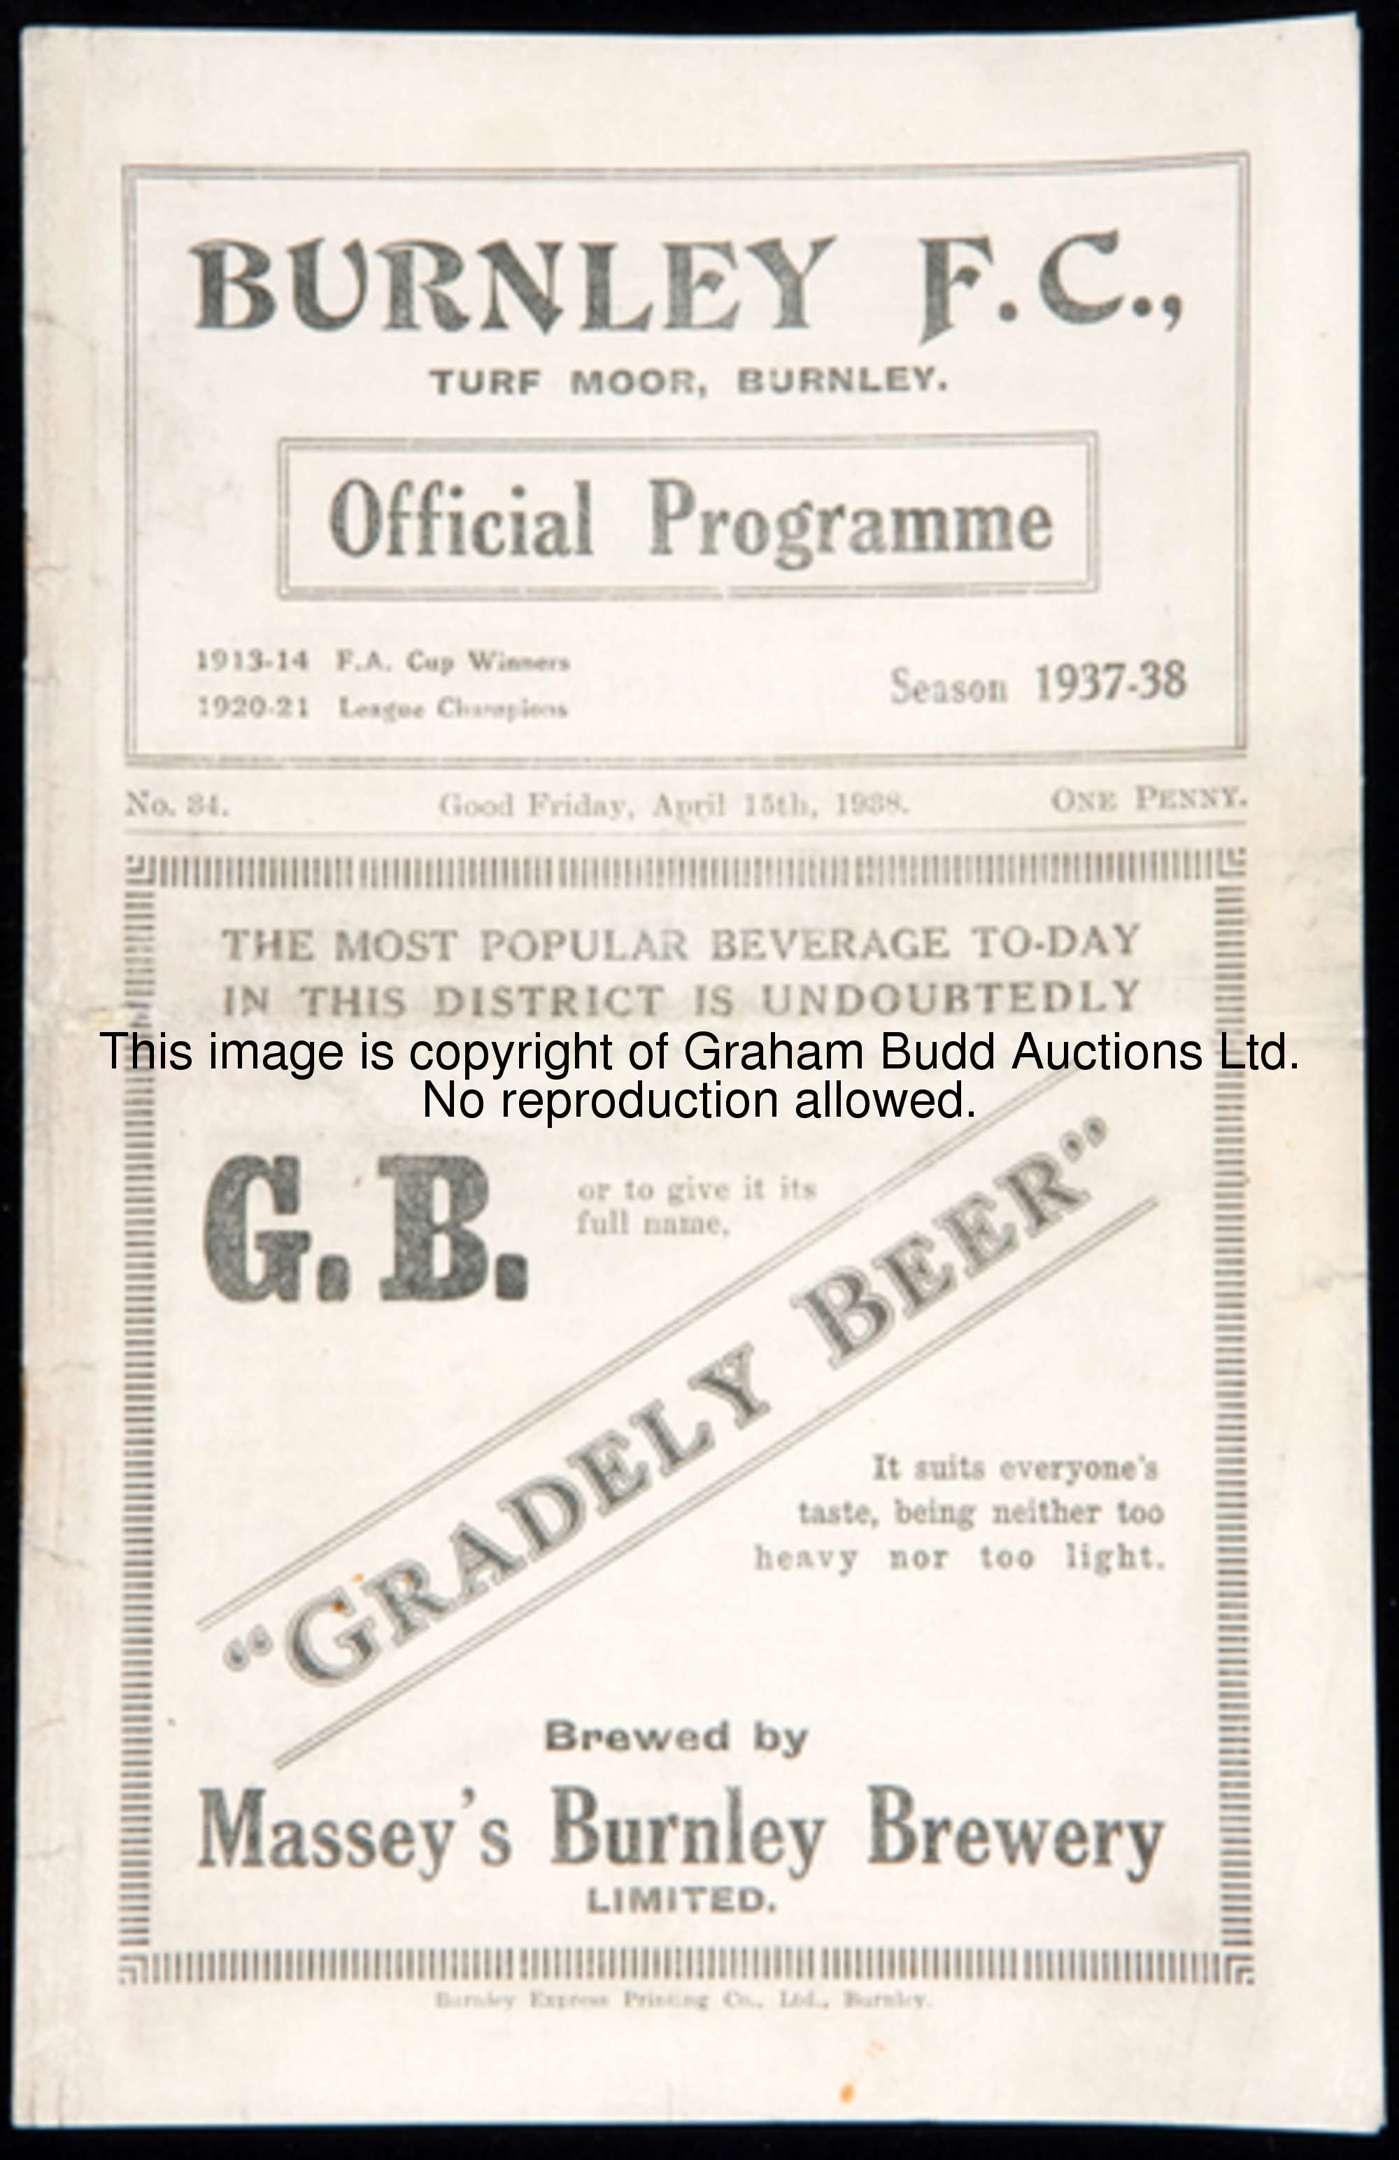 BURNLEY F.C.,
TURF MOOR, BURNLEY.
Official Programme
1913-14 F.A. Cup Winners
1920-21 League Champions
Season 1937-38
No. 34. Good Friday, April 15th, 1938. ONE PENNY.
THE MOST POPULAR BEVERAGE TO-DAY
IN THIS DISTRICT IS UNDOUBTEDLY
This image is copyright of Graham Budd Auctions Ltd.
No reproduction allowed.
G.B.
or to give it its
full name,
"GRADELY BEER"
It suits everyone's
taste, being neither too
heavy nor too light.
Brewed by
Massey's Burnley Brewery
LIMITED.
Burnley Express Printing Co., Ltd., Burnley.